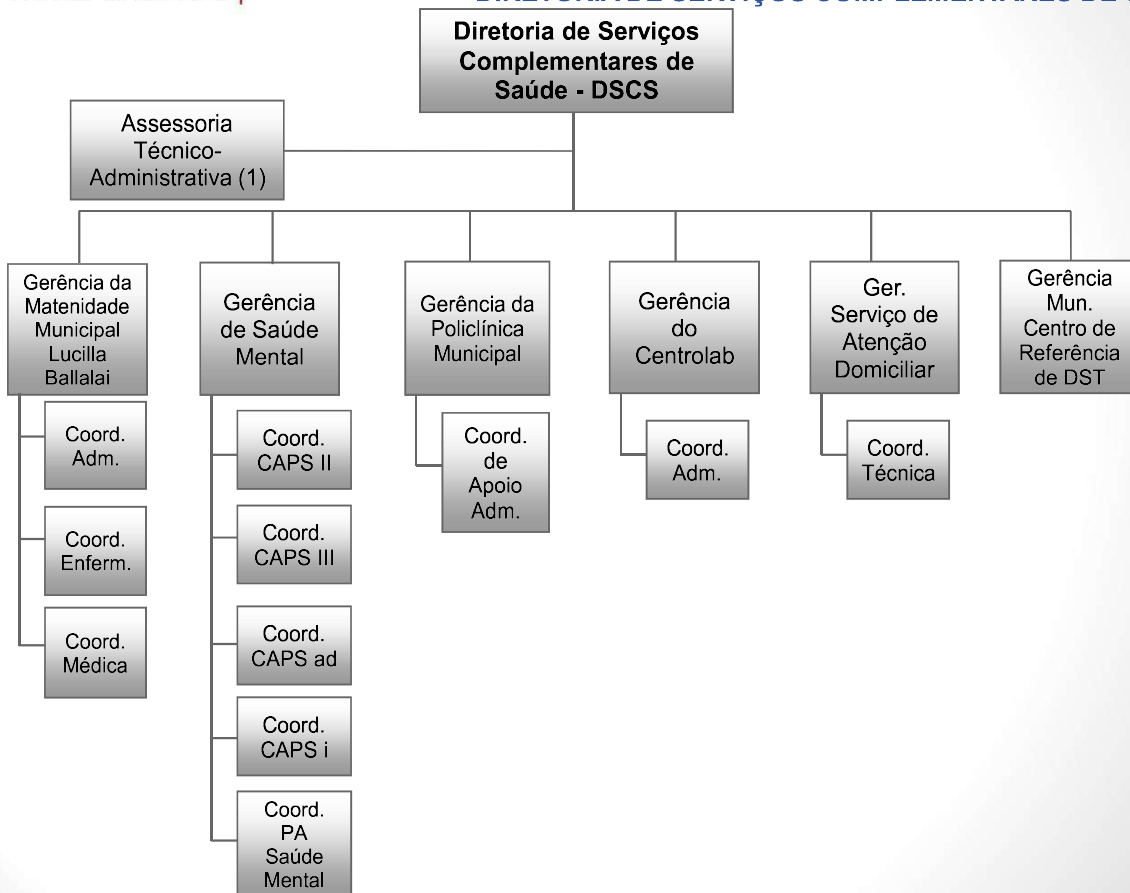 Diretoria de Serviços
Complementares de
Saúde - DSCS
Assessoria
Técnico-
Administrativa (1)
Gerência da
Matenidade
Municipal
Lucilla
Ballalai
Coord.
Adm.
Coord.
Enferm.
Coord.
Médica
Gerência
de Saúde
Mental
Coord.
CAPS II
Coord.
CAPS III
Coord.
CAPS ad
Coord.
CAPS i
Coord.
PA
Saúde
Mental
Gerência da
Policlínica
Municipal
Coord.
de
Apoio
Adm.
Gerência
do
Centrolab
Coord.
Adm.
Ger.
Serviço de
Atenção
Domiciliar
Coord.
Técnica
Gerência
Mun.
Centro de
Referência
de DST